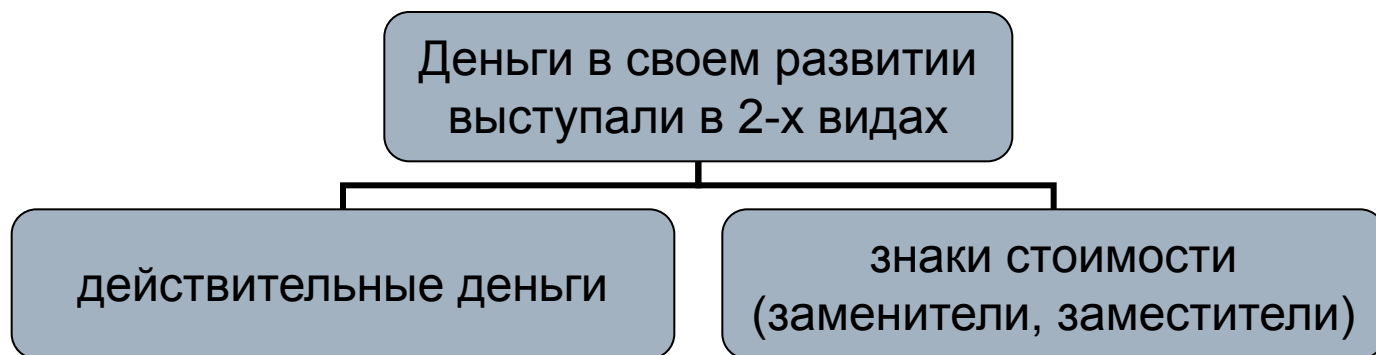 Деньги в своем развитии
выступали в 2-х видах
действительные деньги
знаки стоимости
(заменители, заместители)